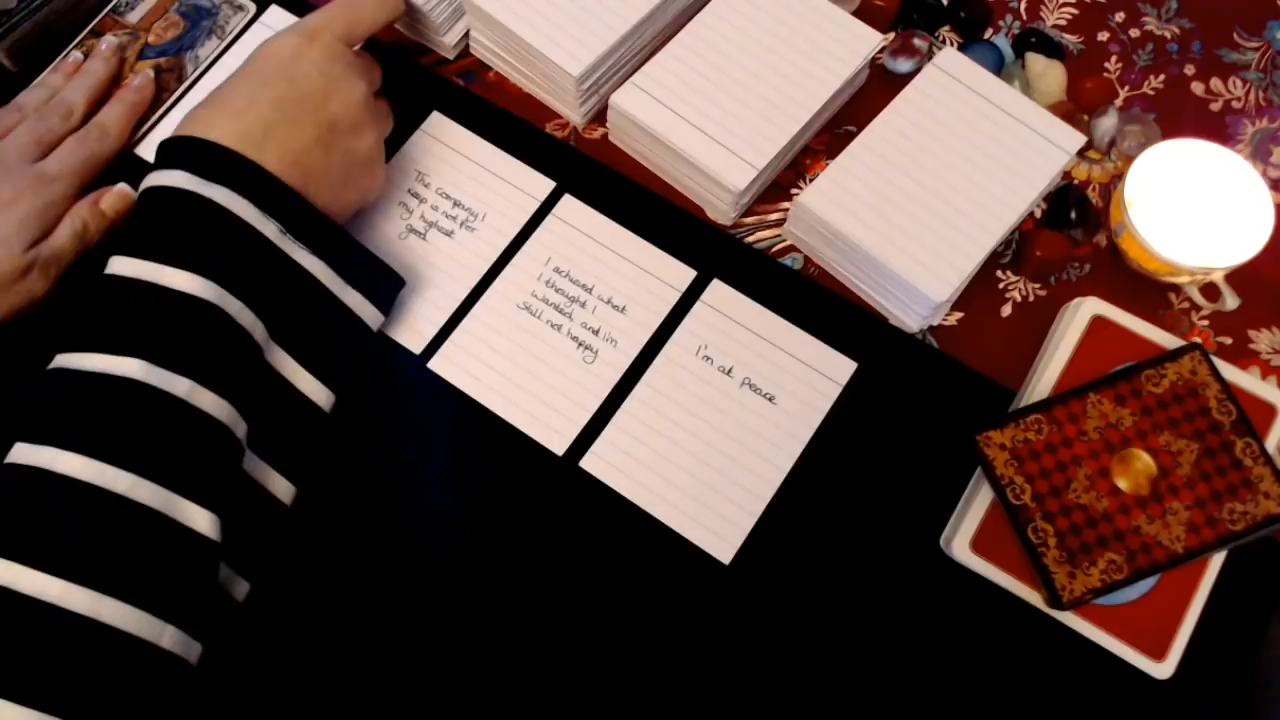 The company I
keep is not for
my highest
good
I achieved what
I thought I
wanted, and i'm
still not happy
I'm at peace